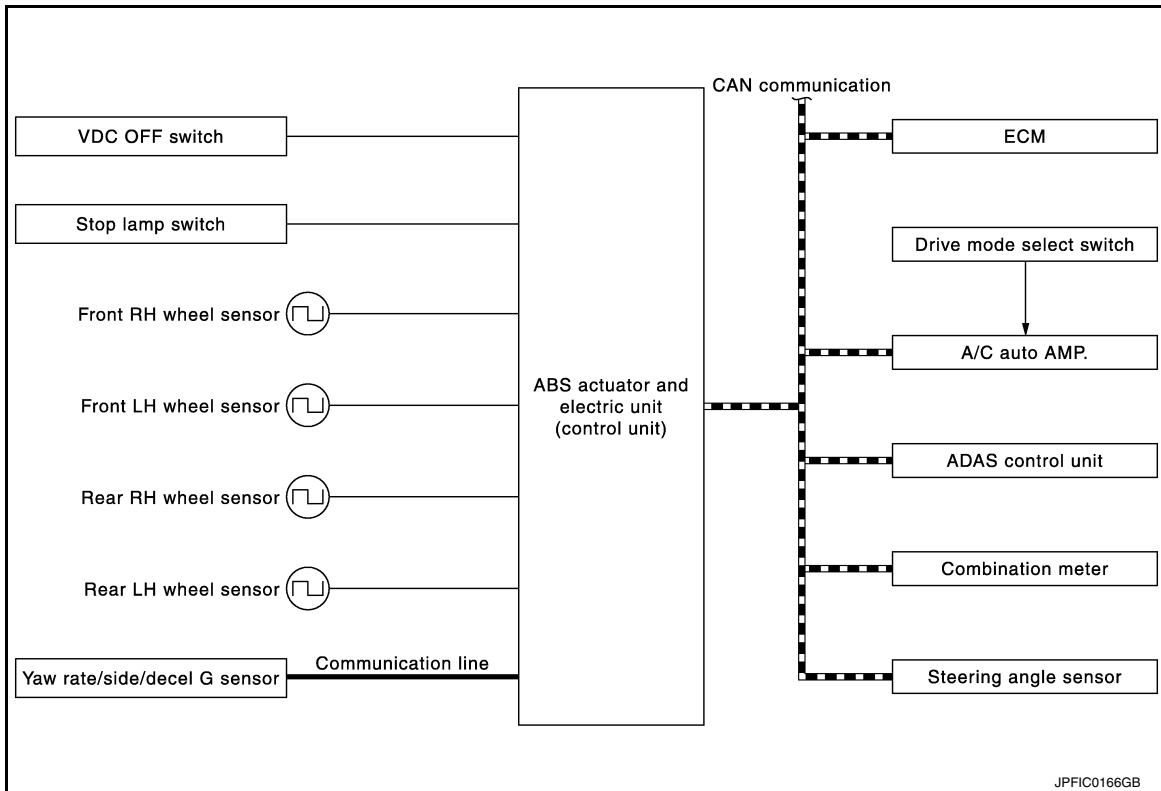 CAN communication
VDC OFF switch
ECM
Stop lamp switch
Drive mode select switch
Front RH wheel sensor
A/C auto AMP.
Front LH wheel sensor
ABS actuator and
electric unit
(control unit)
ADAS control unit
Rear RH wheel sensor
Combination meter
Rear LH wheel sensor
Communication line
Yaw rate/side/decel G sensor
Steering angle sensor
JPFIC0166GB